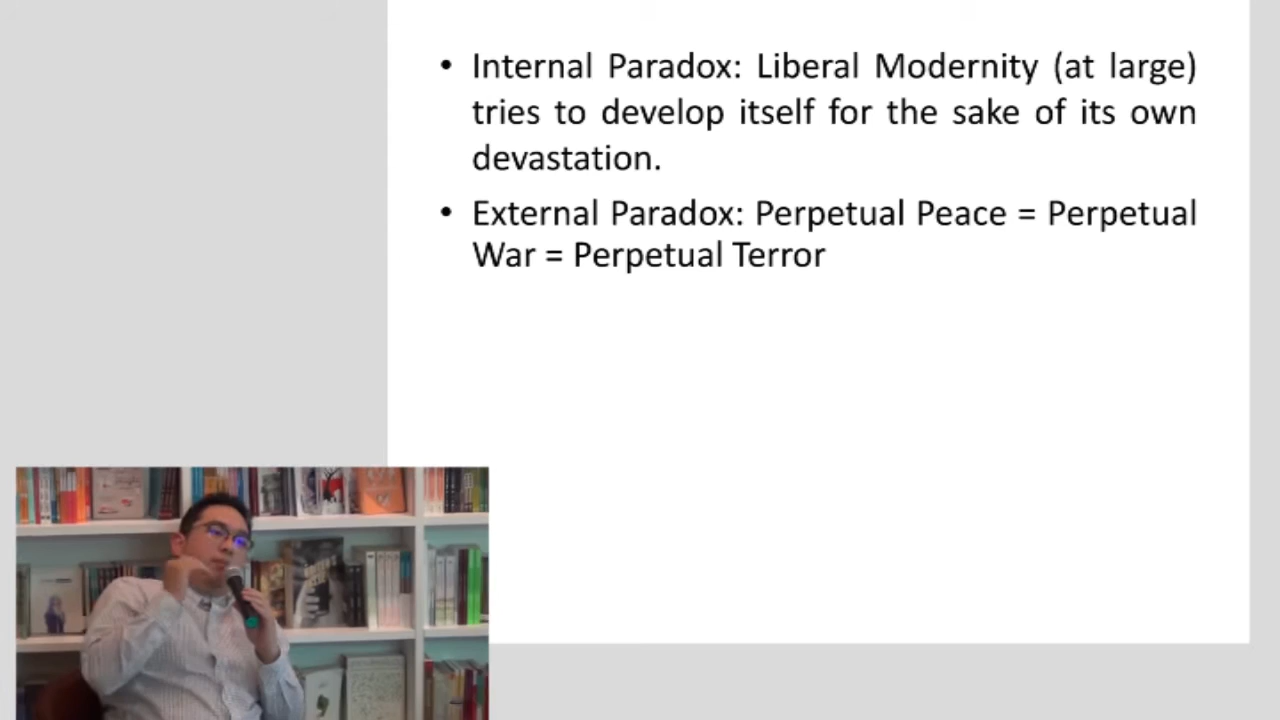 • Internal Paradox: Liberal Modernity (at large)
tries to develop itself for the sake of its own
devastation.
• External Paradox: Perpetual Peace = Perpetual
War = Perpetual Terror